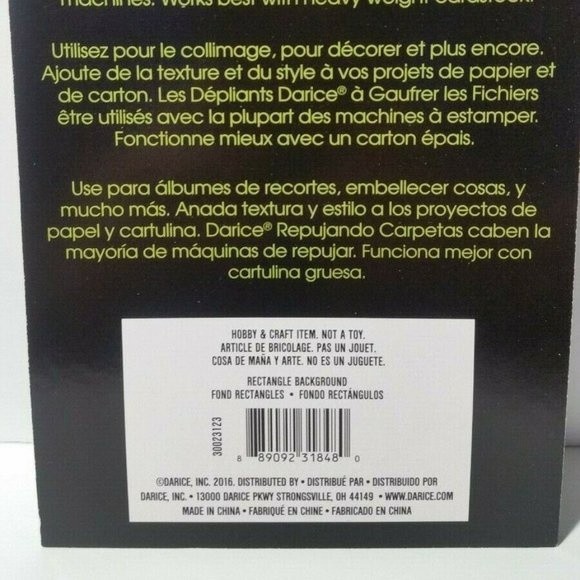 machines. Works best with heavy weight cardstock.
Utilisez pour le collimage, pour décorer et plus encore.
Ajoute de la texture et du style à vos projets de papier et
de carton. Les Dépliants Darice® à Gaufrer les Fichiers
être utilisés avec la plupart des machines à estamper.
Fonctionne mieux avec un carton épais.
Use para álbumes de recortes, embellecer cosas, y
mucho más. Anada textura y estilo a los proyectos de
papel y cartulina. Darice® Repujando Carpetas caben la
mayoría de máquinas de repujar. Funciona mejor con
cartulina gruesa.
HOBBY & CRAFT ITEM. NOT A TOY.
ARTICLE DE BRICOLAGE. PAS UN JOUET.
COSA DE MAÑA Y ARTE. NO ES UN JUGUETE.
RECTANGLE BACKGROUND
FOND RECTANGLES • FONDO RECTÁNGULOS
30023123
8 89092 31848 0
©DARICE, INC. 2016. DISTRIBUTED BY • DISTRIBUÉ PAR • DISTRIBUIDO POR
DARICE, INC. • 13000 DARICE PKWY STRONGSVILLE, OH 44149 • WWW.DARICE.COM
MADE IN CHINA • FABRIQUÉ EN CHINE • FABRICADO EN CHINA